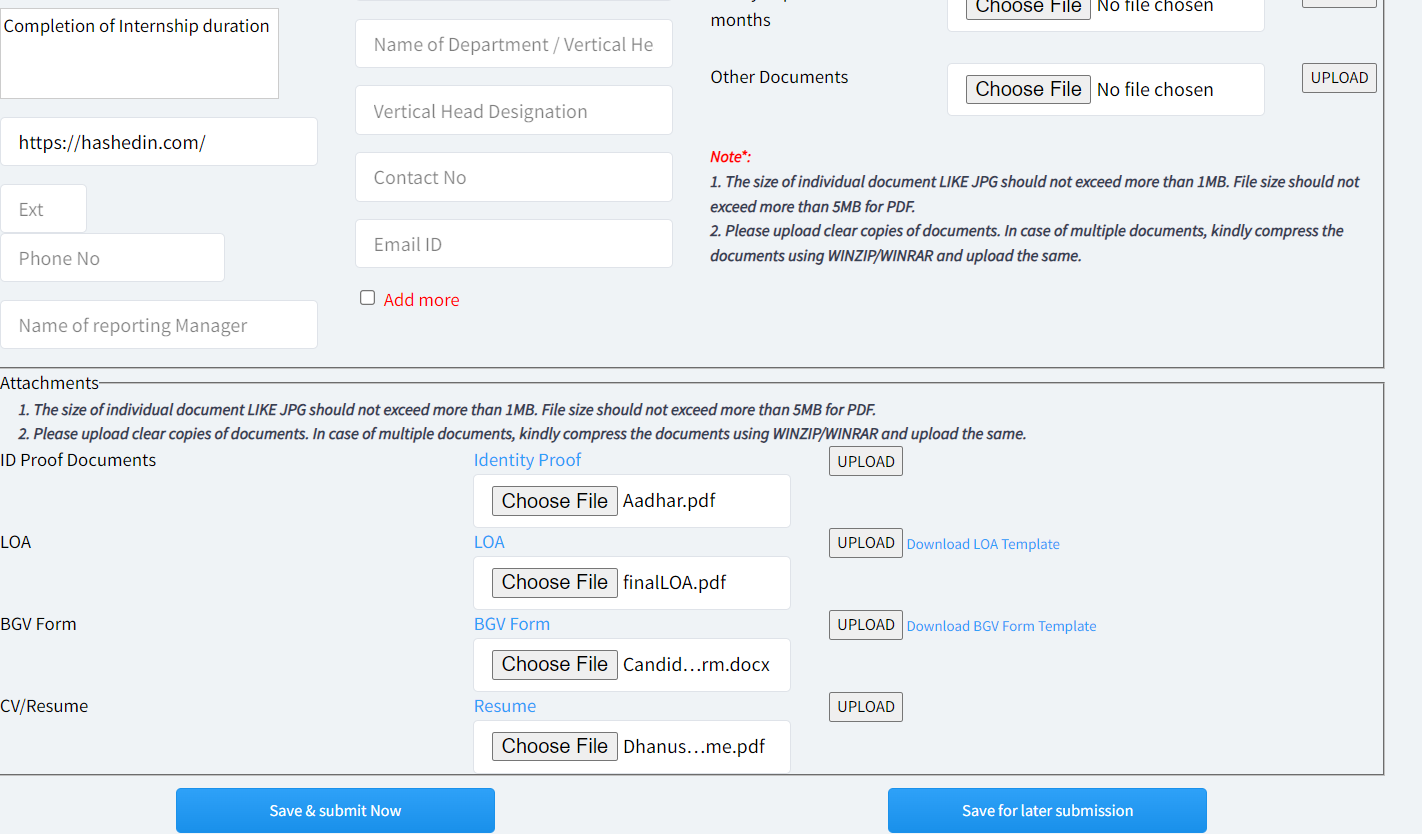 Completion of Internship duration
https://hashedin.com/
Ext
Phone No
Name of reporting Manager
Name of Department / Vertical He
Vertical Head Designation
Contact No
Email ID
Add more
months
Choose File No file chosen
Other Documents
Choose File No file chosen
UPLOAD
Note*:
1. The size of individual document LIKE JPG should not exceed more than 1MB. File size should not
exceed more than 5MB for PDF.
2. Please upload clear copies of documents. In case of multiple documents, kindly compress the
documents using WINZIP/WINRAR and upload the same.
Attachments
1. The size of individual document LIKE JPG should not exceed more than 1MB. File size should not exceed more than 5MB for PDF.
2. Please upload clear copies of documents. In case of multiple documents, kindly compress the documents using WINZIP/WINRAR and upload the same.
ID Proof Documents
Identity Proof
UPLOAD
Choose File Aadhar.pdf
LOA
LOA
UPLOAD Download LOA Template
Choose File finalLOA.pdf
BGV Form
BGV Form
UPLOAD Download BGV Form Template
Choose File Candid...rm.docx
CV/Resume
Resume
UPLOAD
Choose File Dhanus...me.pdf
Save & submit Now
Save for later submission